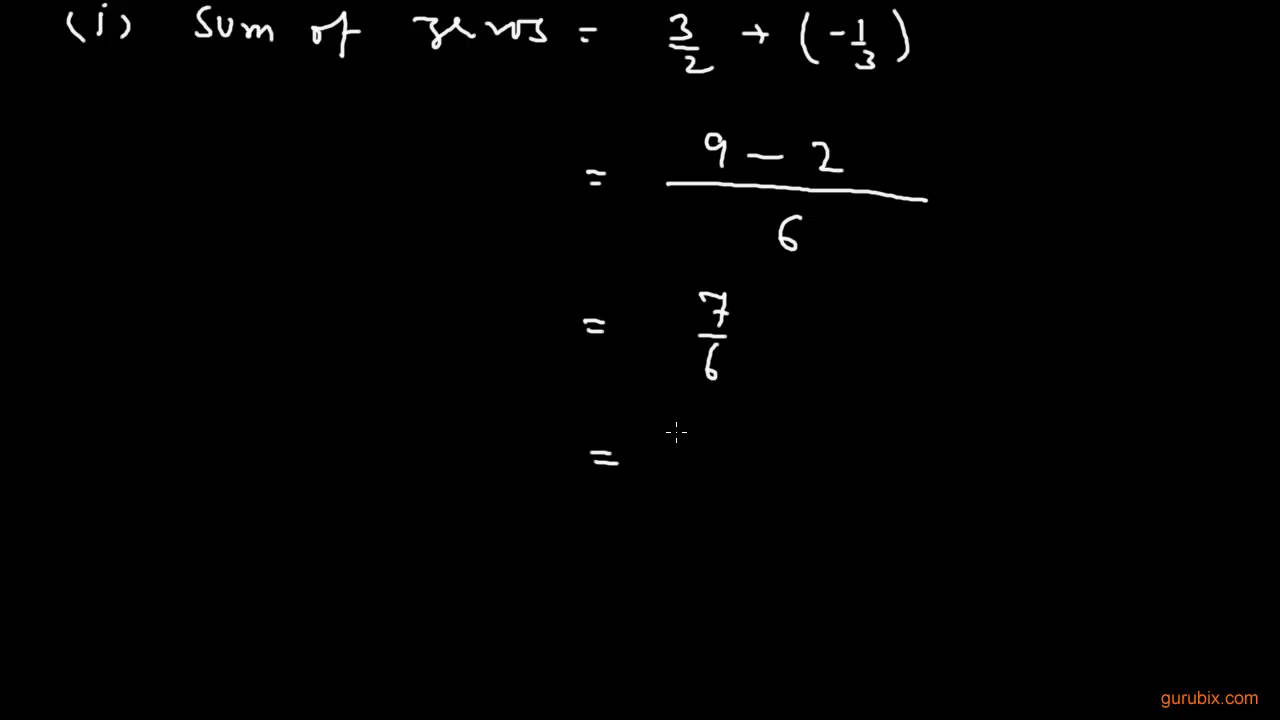 (i) Sum of zeros = 3/2 + (-1/3)
= 9 - 2 / 6
= 7/6
=
gurubix.com